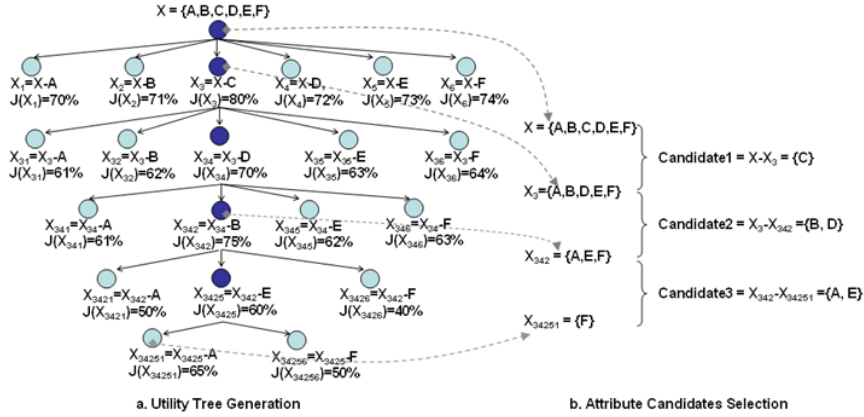 X = {A,B,C,D,E,F}
X1=X-A X2=X-B X3=X-C X4=X-D, X5=X-E X6=X-F
J(X1)=70% J(X2)=71% J(X3)=80% J(X4)=72% J(X5)=73% J(X6)=74%
X31=X3-A X32=X3-B X34=X3-D X35=X35-E X36=X3-F
J(X31)=61% J(X32)=62% J(X34)=70% J(X35)=63% J(X36)=64%
X341=X34-A X342=X34-B X345=X34-E X346=X34-F
J(X341)=61% J(X342)=75% J(X345)=62% J(X346)=63%
X3421=X342-A X3425=X342-E X3426=X342-F
J(X3421)=50% J(X3425)=60% J(X3426)=40%
X34251=X3425-A X34256=X3425-F
J(X34251)=65% J(X34256)=50%
a. Utility Tree Generation
X = {A,B,C,D,E,F}
Candidate1 = X-X3 = {C}
X3={A,B,D,E,F}
Candidate2 = X3-X342 ={B, D}
X342 = {A,E,F}
Candidate3 = X342-X34251 ={A, E}
X34251 = {F}
b. Attribute Candidates Selection